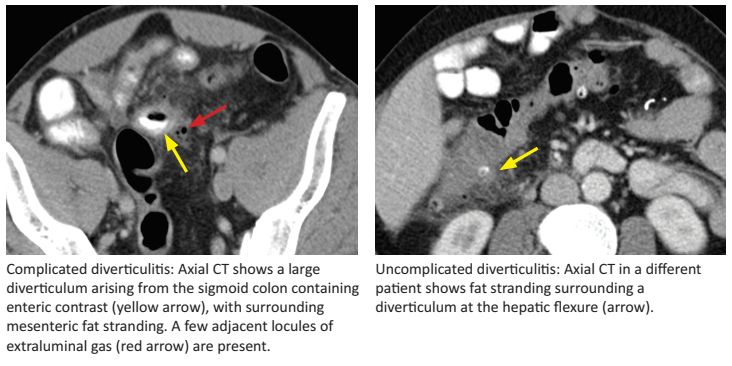 Complicated diverticulitis: Axial CT shows a large
diverticulum arising from the sigmoid colon containing
enteric contrast (yellow arrow), with surrounding
mesenteric fat stranding. A few adjacent locules of
extraluminal gas (red arrow) are present.
Uncomplicated diverticulitis: Axial CT in a different
patient shows fat stranding surrounding a
diverticulum at the hepatic flexure (arrow).